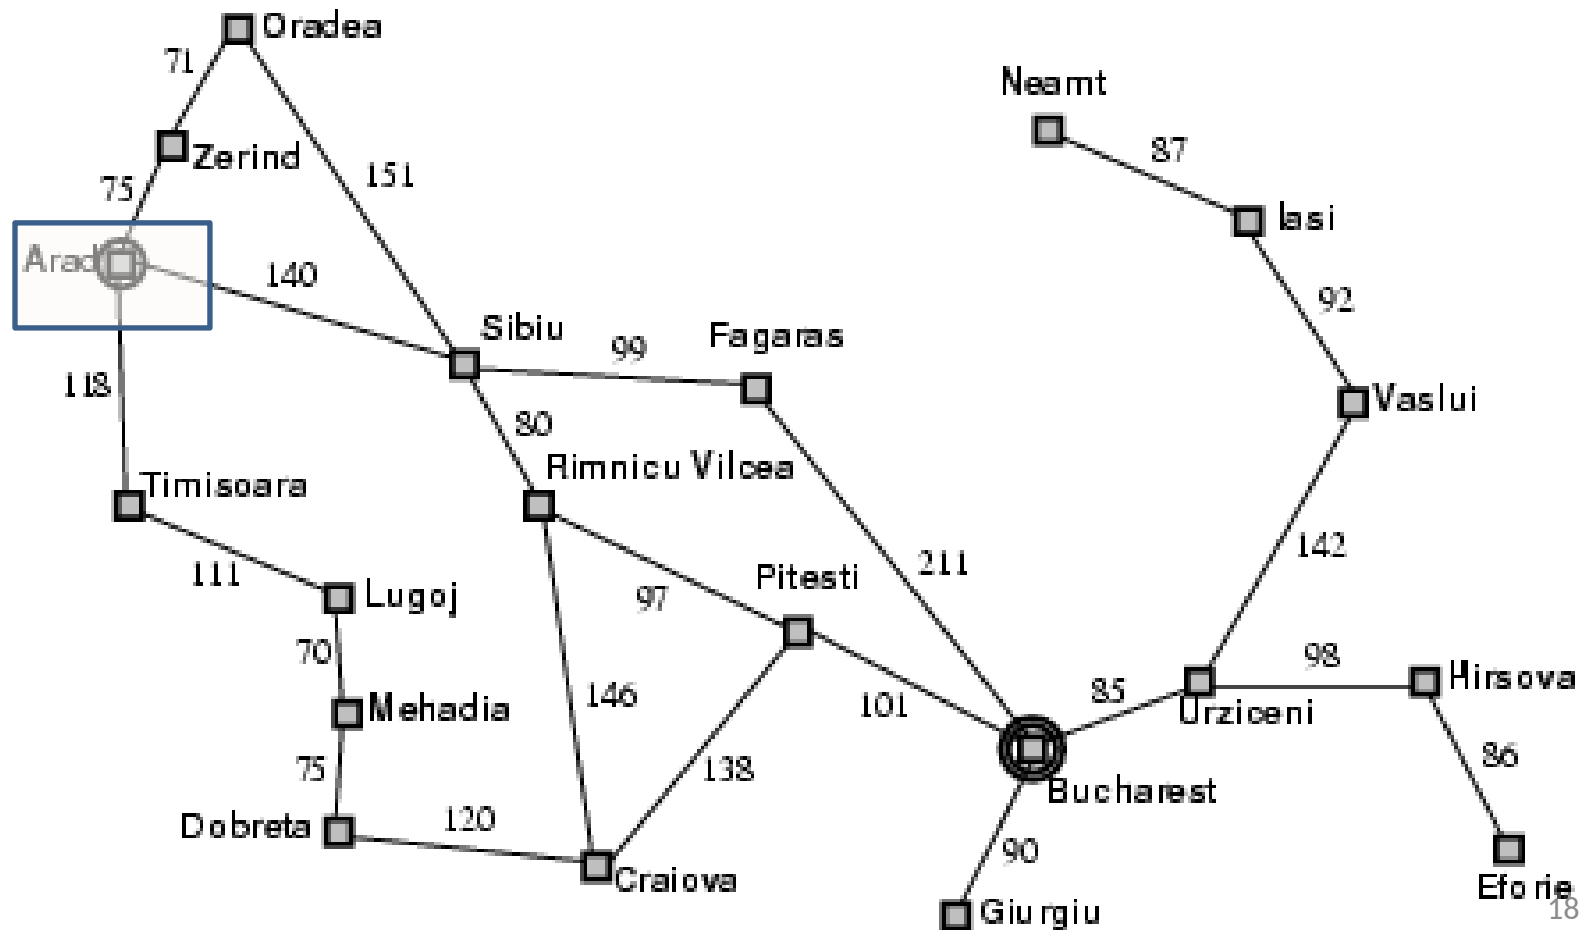 Oradea
71
Neamt
87
Zerind
151
75
Iasi
Arad
140
92
Sibiu
Fagaras
99
118
Vaslui
80
Rimnicu Vilcea
Timisoara
142
211
111
Pitesti
Lugoj
97
70
98
Hirsova
146
85
101
Mehadia
Urziceni
138
86
75
Bucharest
Dobreta
120
90
Craiova
Eforie
Giurgiu
18